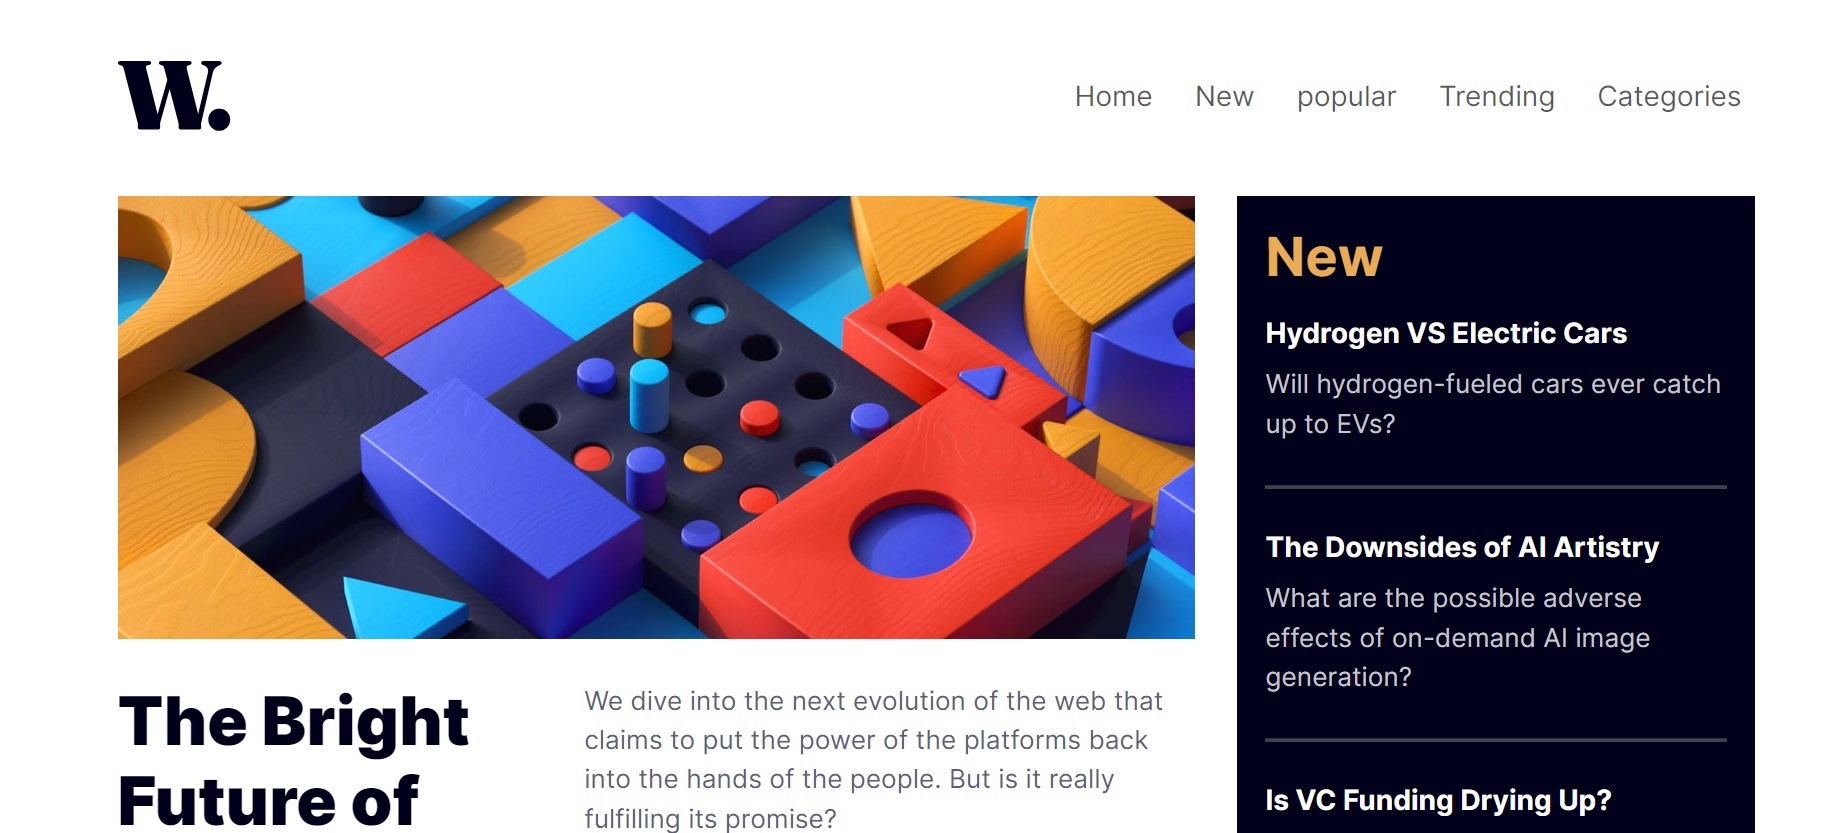 W.
Home New popular Trending Categories
The Bright
Future of
We dive into the next evolution of the web that
claims to put the power of the platforms back
into the hands of the people. But is it really
fulfilling its promise?
New
Hydrogen VS Electric Cars
Will hydrogen-fueled cars ever catch
up to EVs?
The Downsides of AI Artistry
What are the possible adverse
effects of on-demand AI image
generation?
Is VC Funding Drying Up?